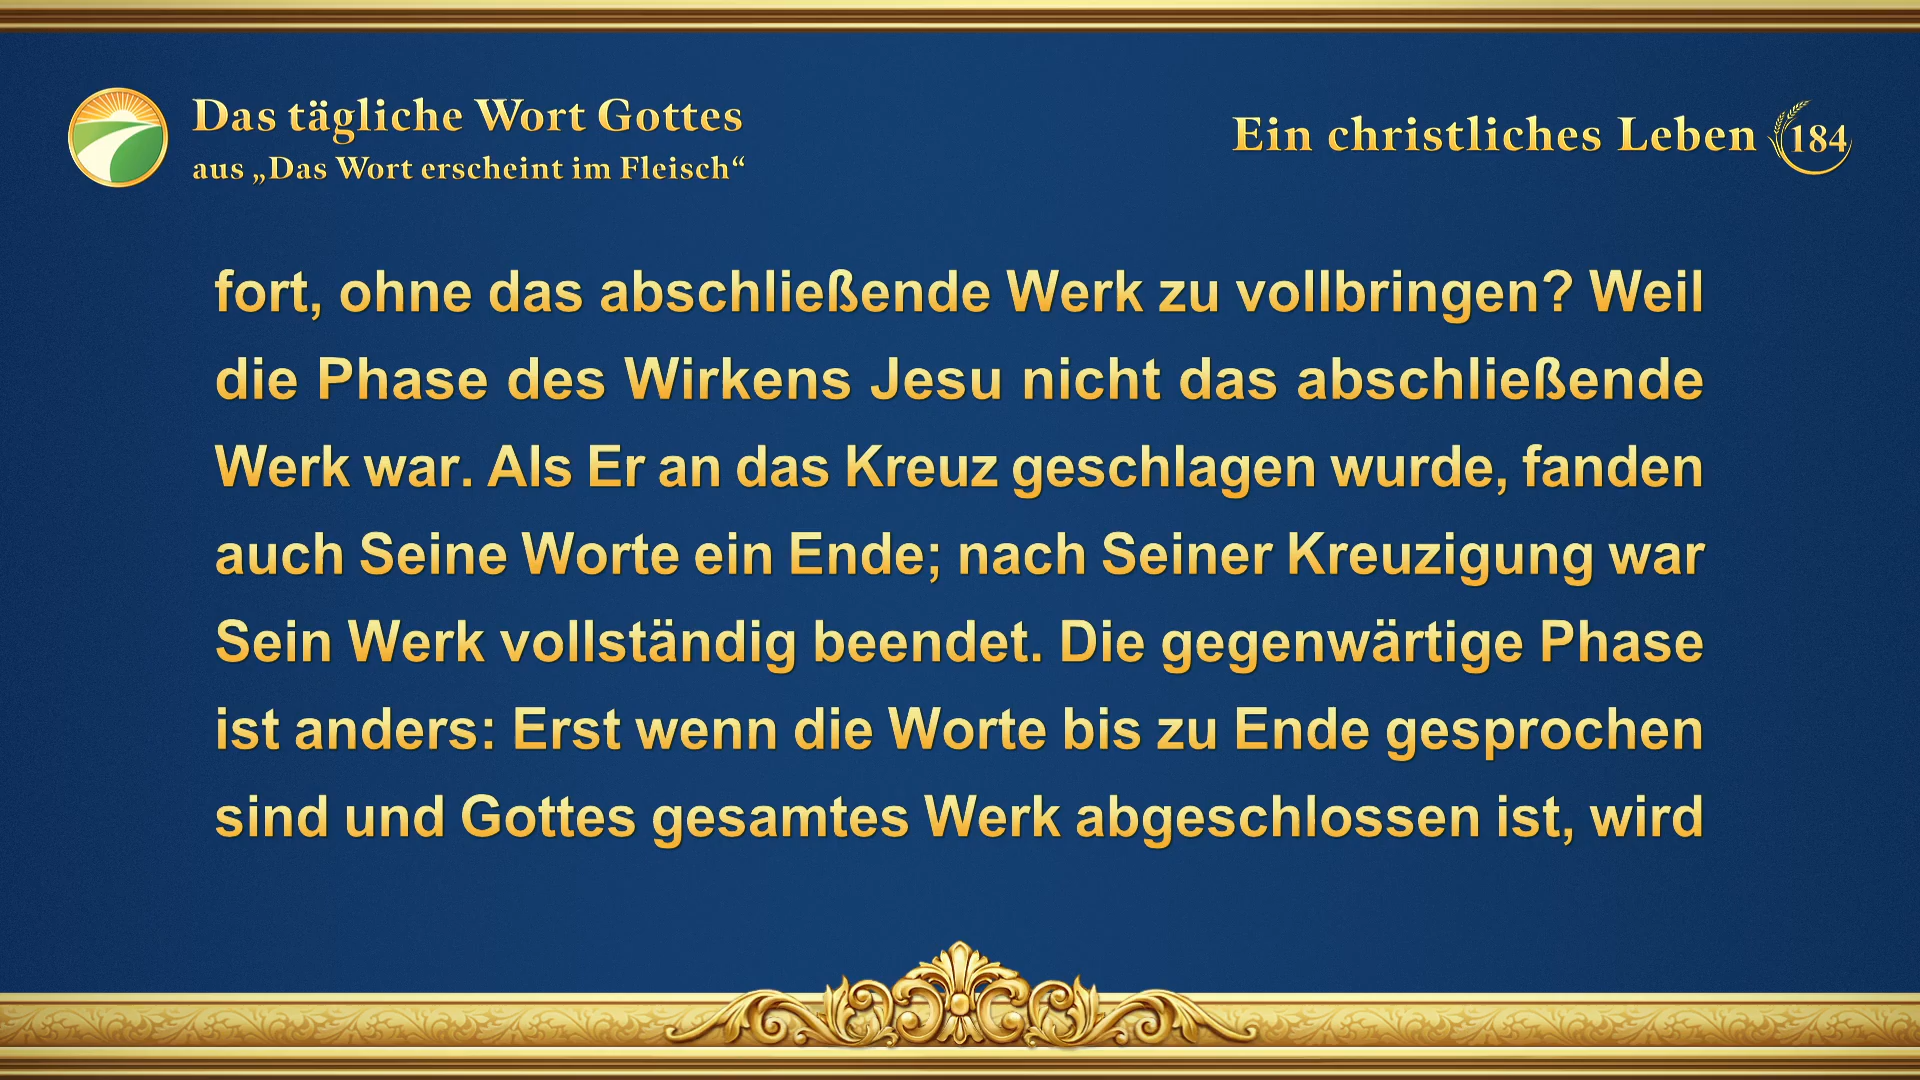 Das tägliche Wort Gottes
aus „Das Wort erscheint im Fleisch“
Ein christliches Leben 184
fort, ohne das abschließende Werk zu vollbringen? Weil
die Phase des Wirkens Jesu nicht das abschließende
Werk war. Als Er an das Kreuz geschlagen wurde, fanden
auch Seine Worte ein Ende; nach Seiner Kreuzigung war
Sein Werk vollständig beendet. Die gegenwärtige Phase
ist anders: Erst wenn die Worte bis zu Ende gesprochen
sind und Gottes gesamtes Werk abgeschlossen ist, wird